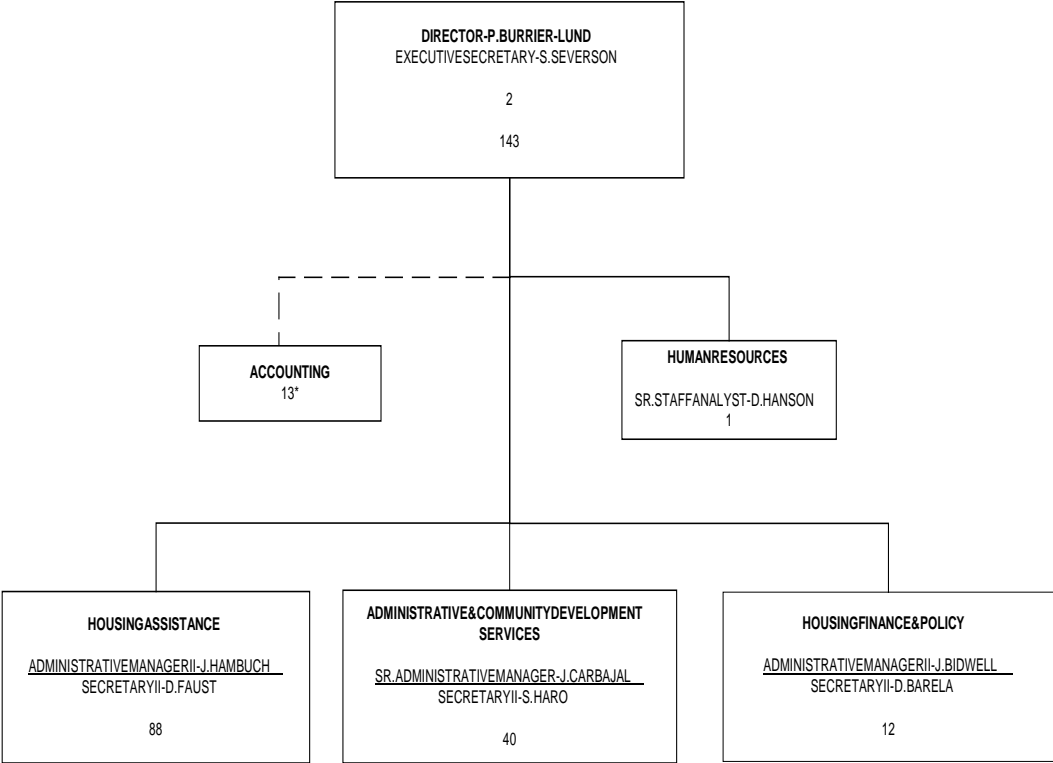 DIRECTOR-P.BURRIER-LUND
EXECUTIVESECRETARY-S.SEVERSON
2
143
ACCOUNTING
13*
HUMANRESOURCES
SR.STAFFANALYST-D.HANSON
1
HOUSINGASSISTANCE
ADMINISTRATIVEMANAGERII-J.HAMBUCH
SECRETARYII-D.FAUST
88
ADMINISTRATIVE&COMMUNITYDEVELOPMENT
SERVICES
SR.ADMINISTRATIVEMANAGER-J.CARBAJAL
SECRETARYII-S.HARO
40
HOUSINGFINANCE&POLICY
ADMINISTRATIVEMANAGERII-J.BIDWELL
SECRETARYII-D.BARELA
12